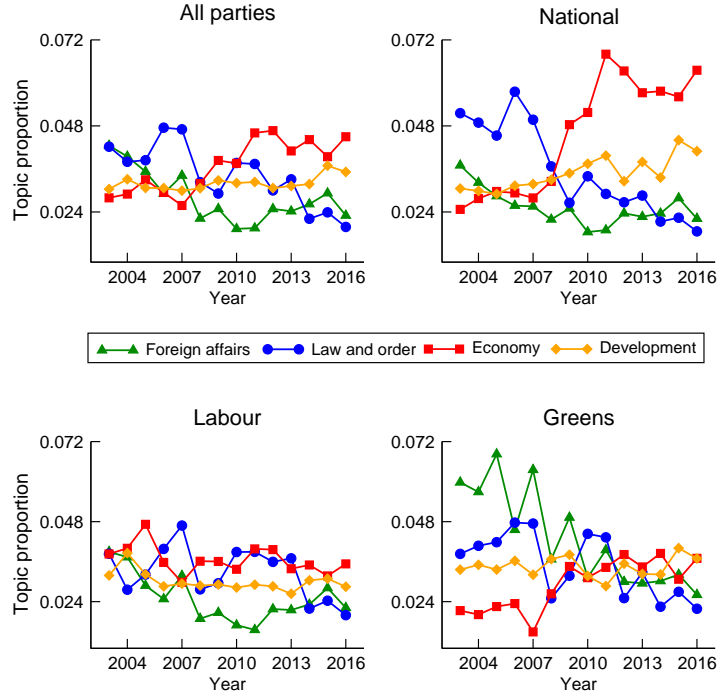 All parties
National
0.072
0.048
0.024
Topic proportion
2004 2007 2010 2013 2016
Year
0.072
0.048
0.024
2004 2007 2010 2013 2016
Year
Foreign affairs Law and order Economy Development
Labour
Greens
0.072
0.048
0.024
Topic proportion
2004 2007 2010 2013 2016
Year
0.072
0.048
0.024
2004 2007 2010 2013 2016
Year